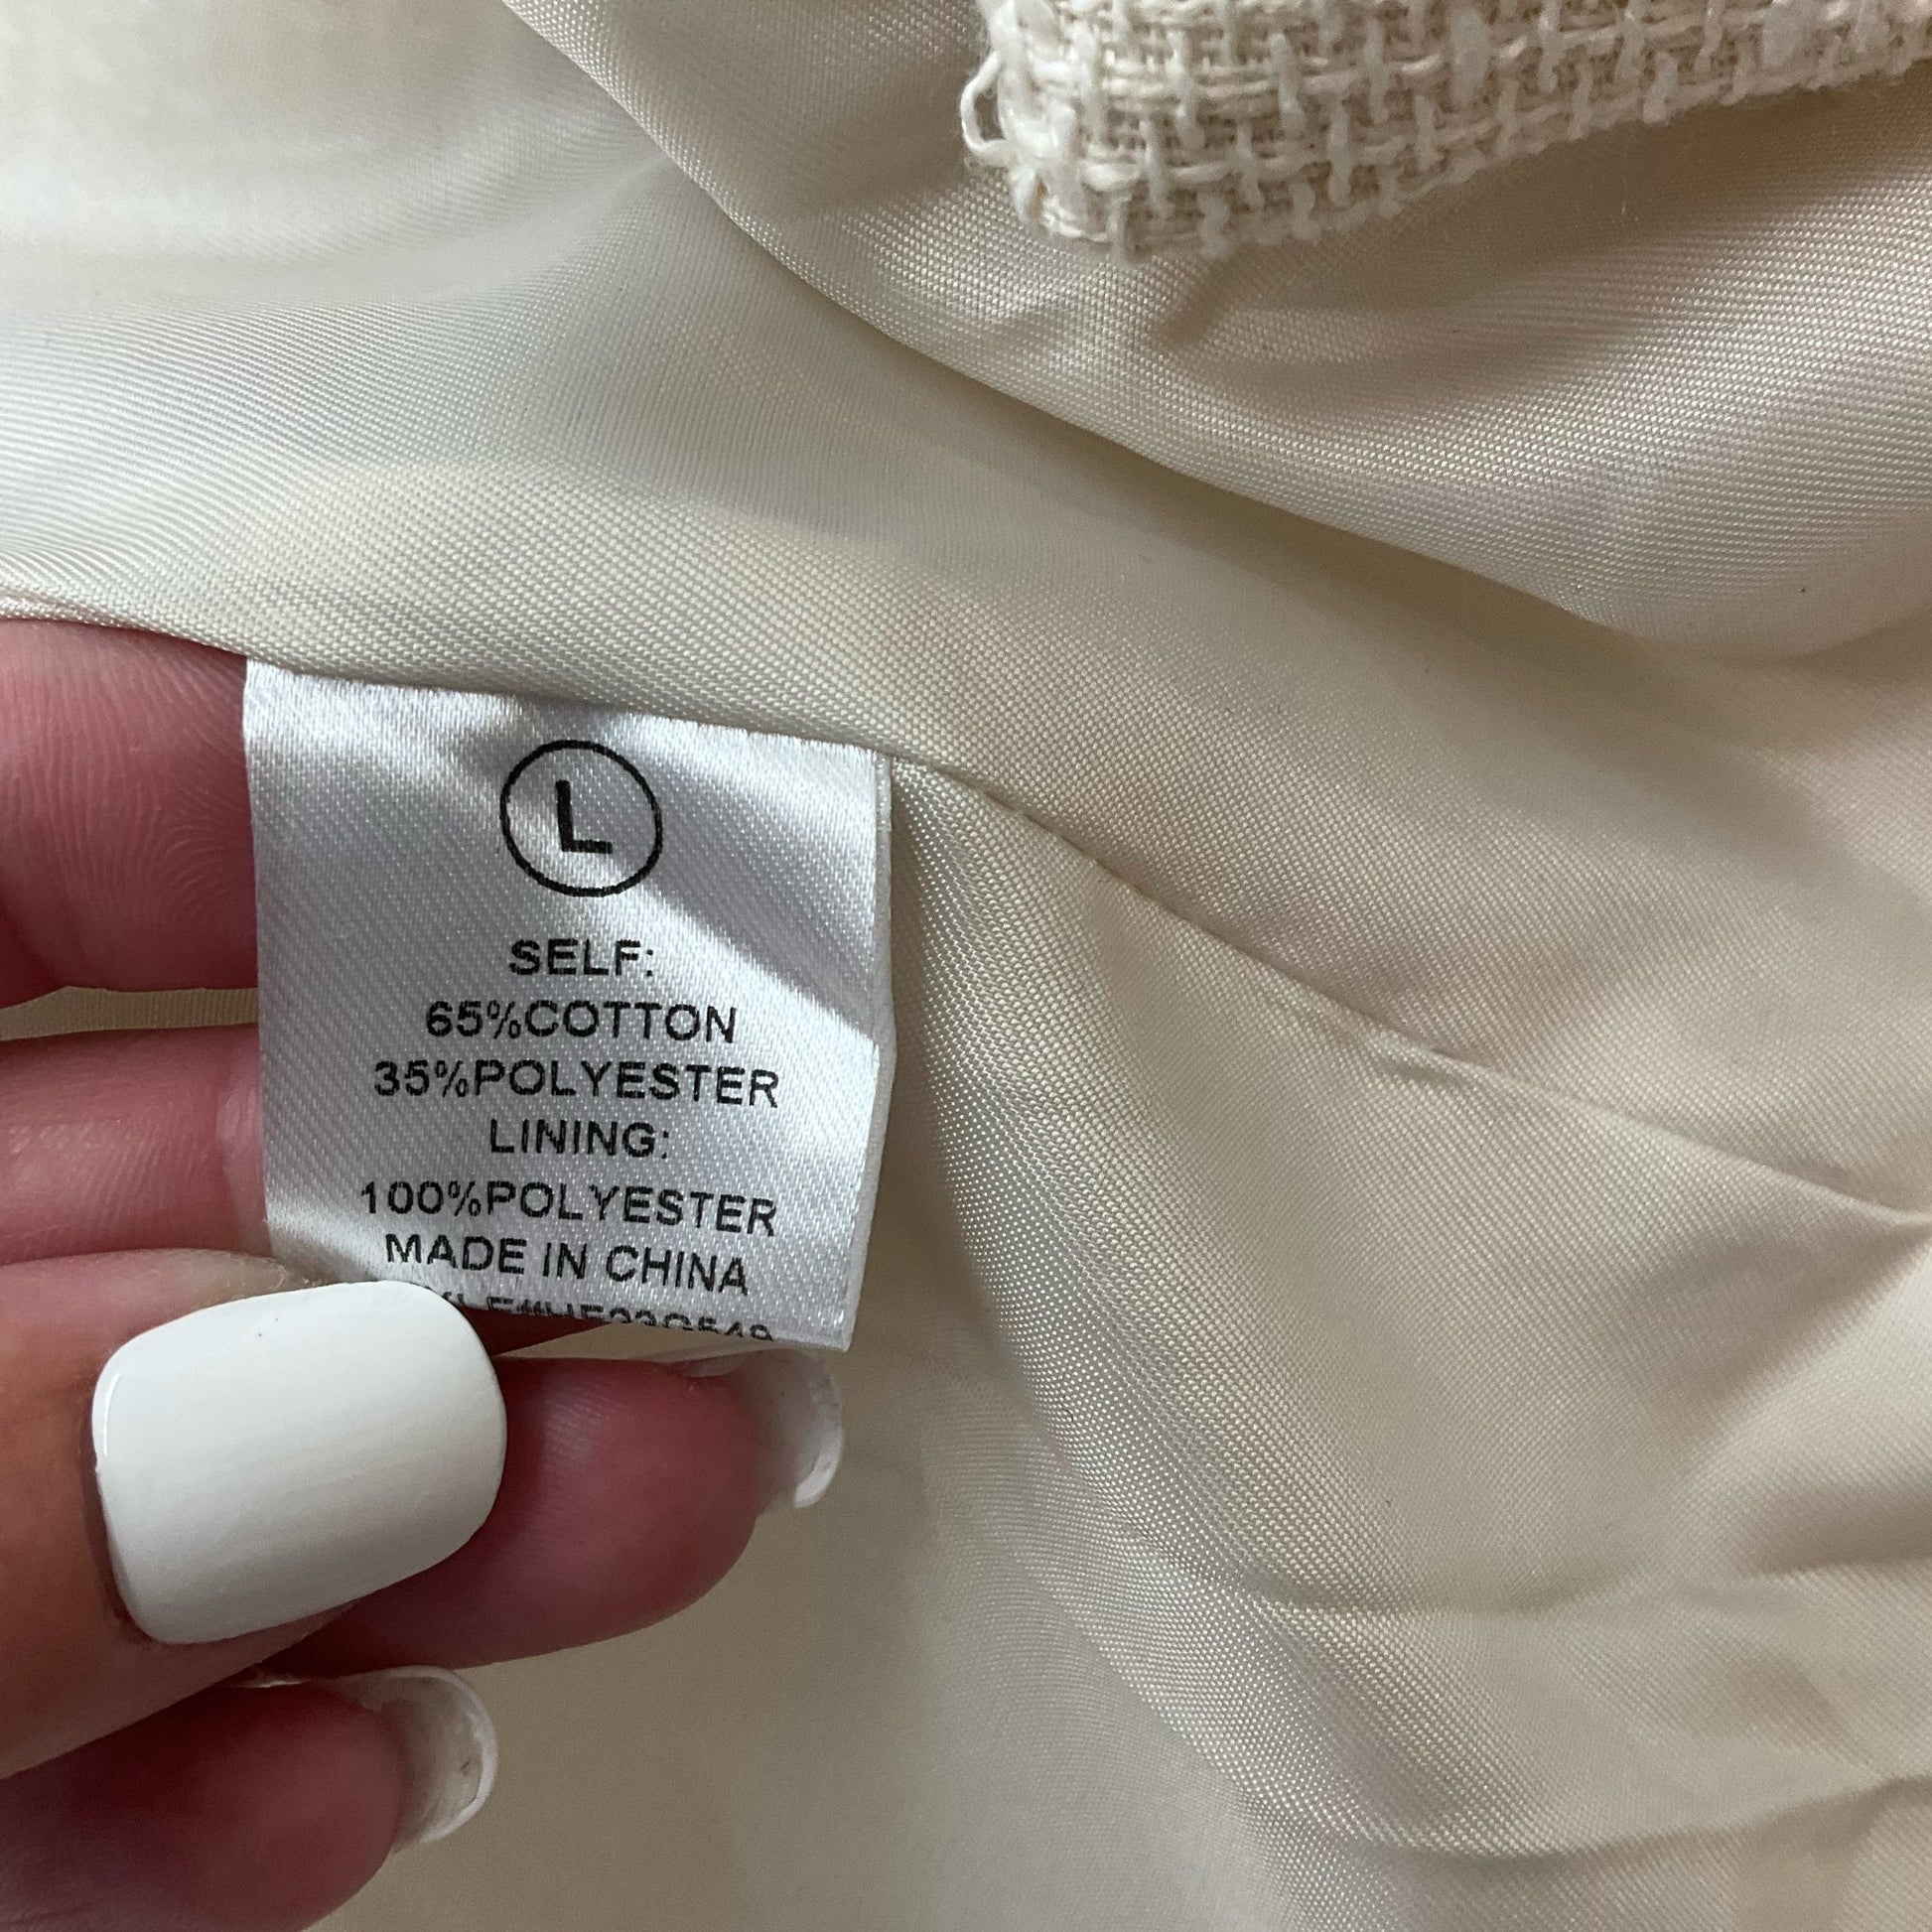 L
SELF:
65%COTTON
35%POLYESTER
LINING:
100%POLYESTER
MADE IN CHINA